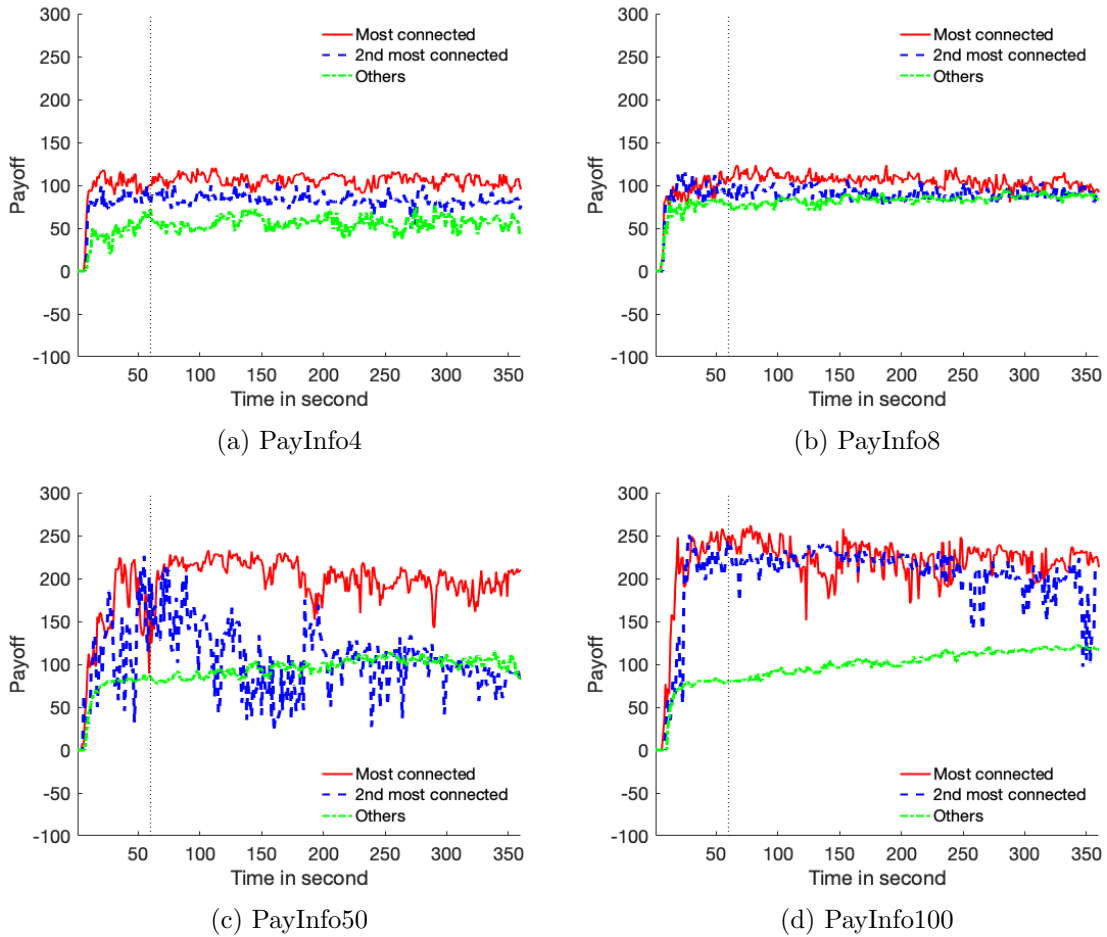 300
250
200
150
100
50
0
-50
-100
Payoff
Most connected
2nd most connected
Others
50 100 150 200 250 300 350
Time in second
(a) PayInfo4
300
250
200
150
100
50
0
-50
-100
Payoff
Most connected
2nd most connected
Others
50 100 150 200 250 300 350
Time in second
(b) PayInfo8
300
250
200
150
100
50
0
-50
-100
Payoff
Most connected
2nd most connected
Others
50 100 150 200 250 300 350
Time in second
(c) PayInfo50
300
250
200
150
100
50
0
-50
-100
Payoff
Most connected
2nd most connected
Others
50 100 150 200 250 300 350
Time in second
(d) PayInfo100